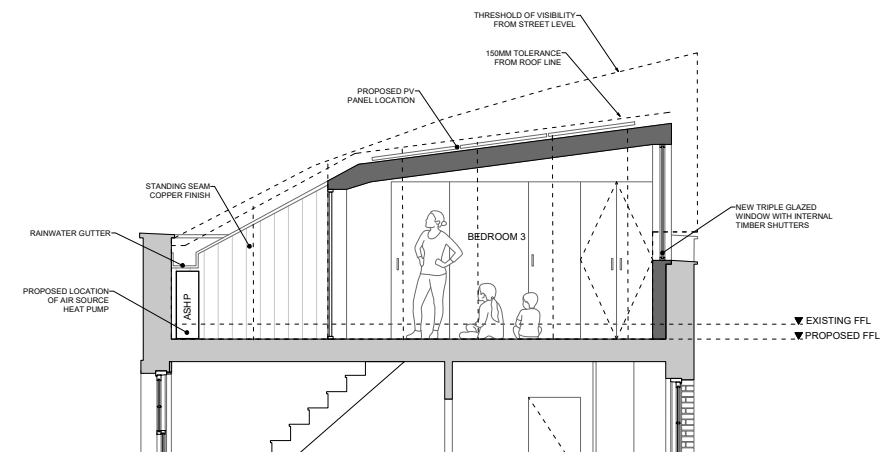 THRESHOLD OF VISIBILITY
FROM STREET LEVEL
150MM TOLERANCE
FROM ROOF LINE
PROPOSED PV
PANEL LOCATION
STANDING SEAM
COPPER FINISH
RAINWATER GUTTER
PROPOSED LOCATION
OF AIR SOURCE
HEAT PUMP
ASHP
BEDROOM 3
NEW TRIPLE GLAZED
WINDOW WITH INTERNAL
TIMBER SHUTTERS
EXISTING FFL
PROPOSED FFL